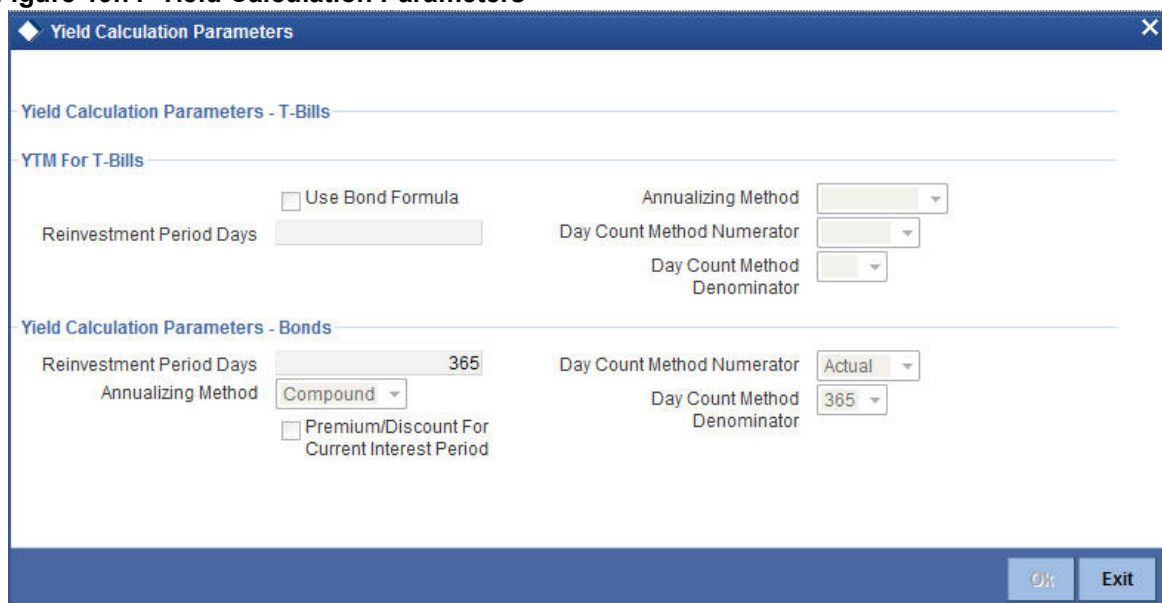 Yield Calculation Parameters
Yield Calculation Parameters - T-Bills
YTM For T-Bills
Use Bond Formula
Annualizing Method
Reinvestment Period Days
Day Count Method Numerator
Day Count Method
Denominator
Yield Calculation Parameters - Bonds
Reinvestment Period Days 365
Day Count Method Numerator Actual
Annualizing Method Compound
Day Count Method
Denominator 365
Premium/Discount For
Current Interest Period
Ok Exit